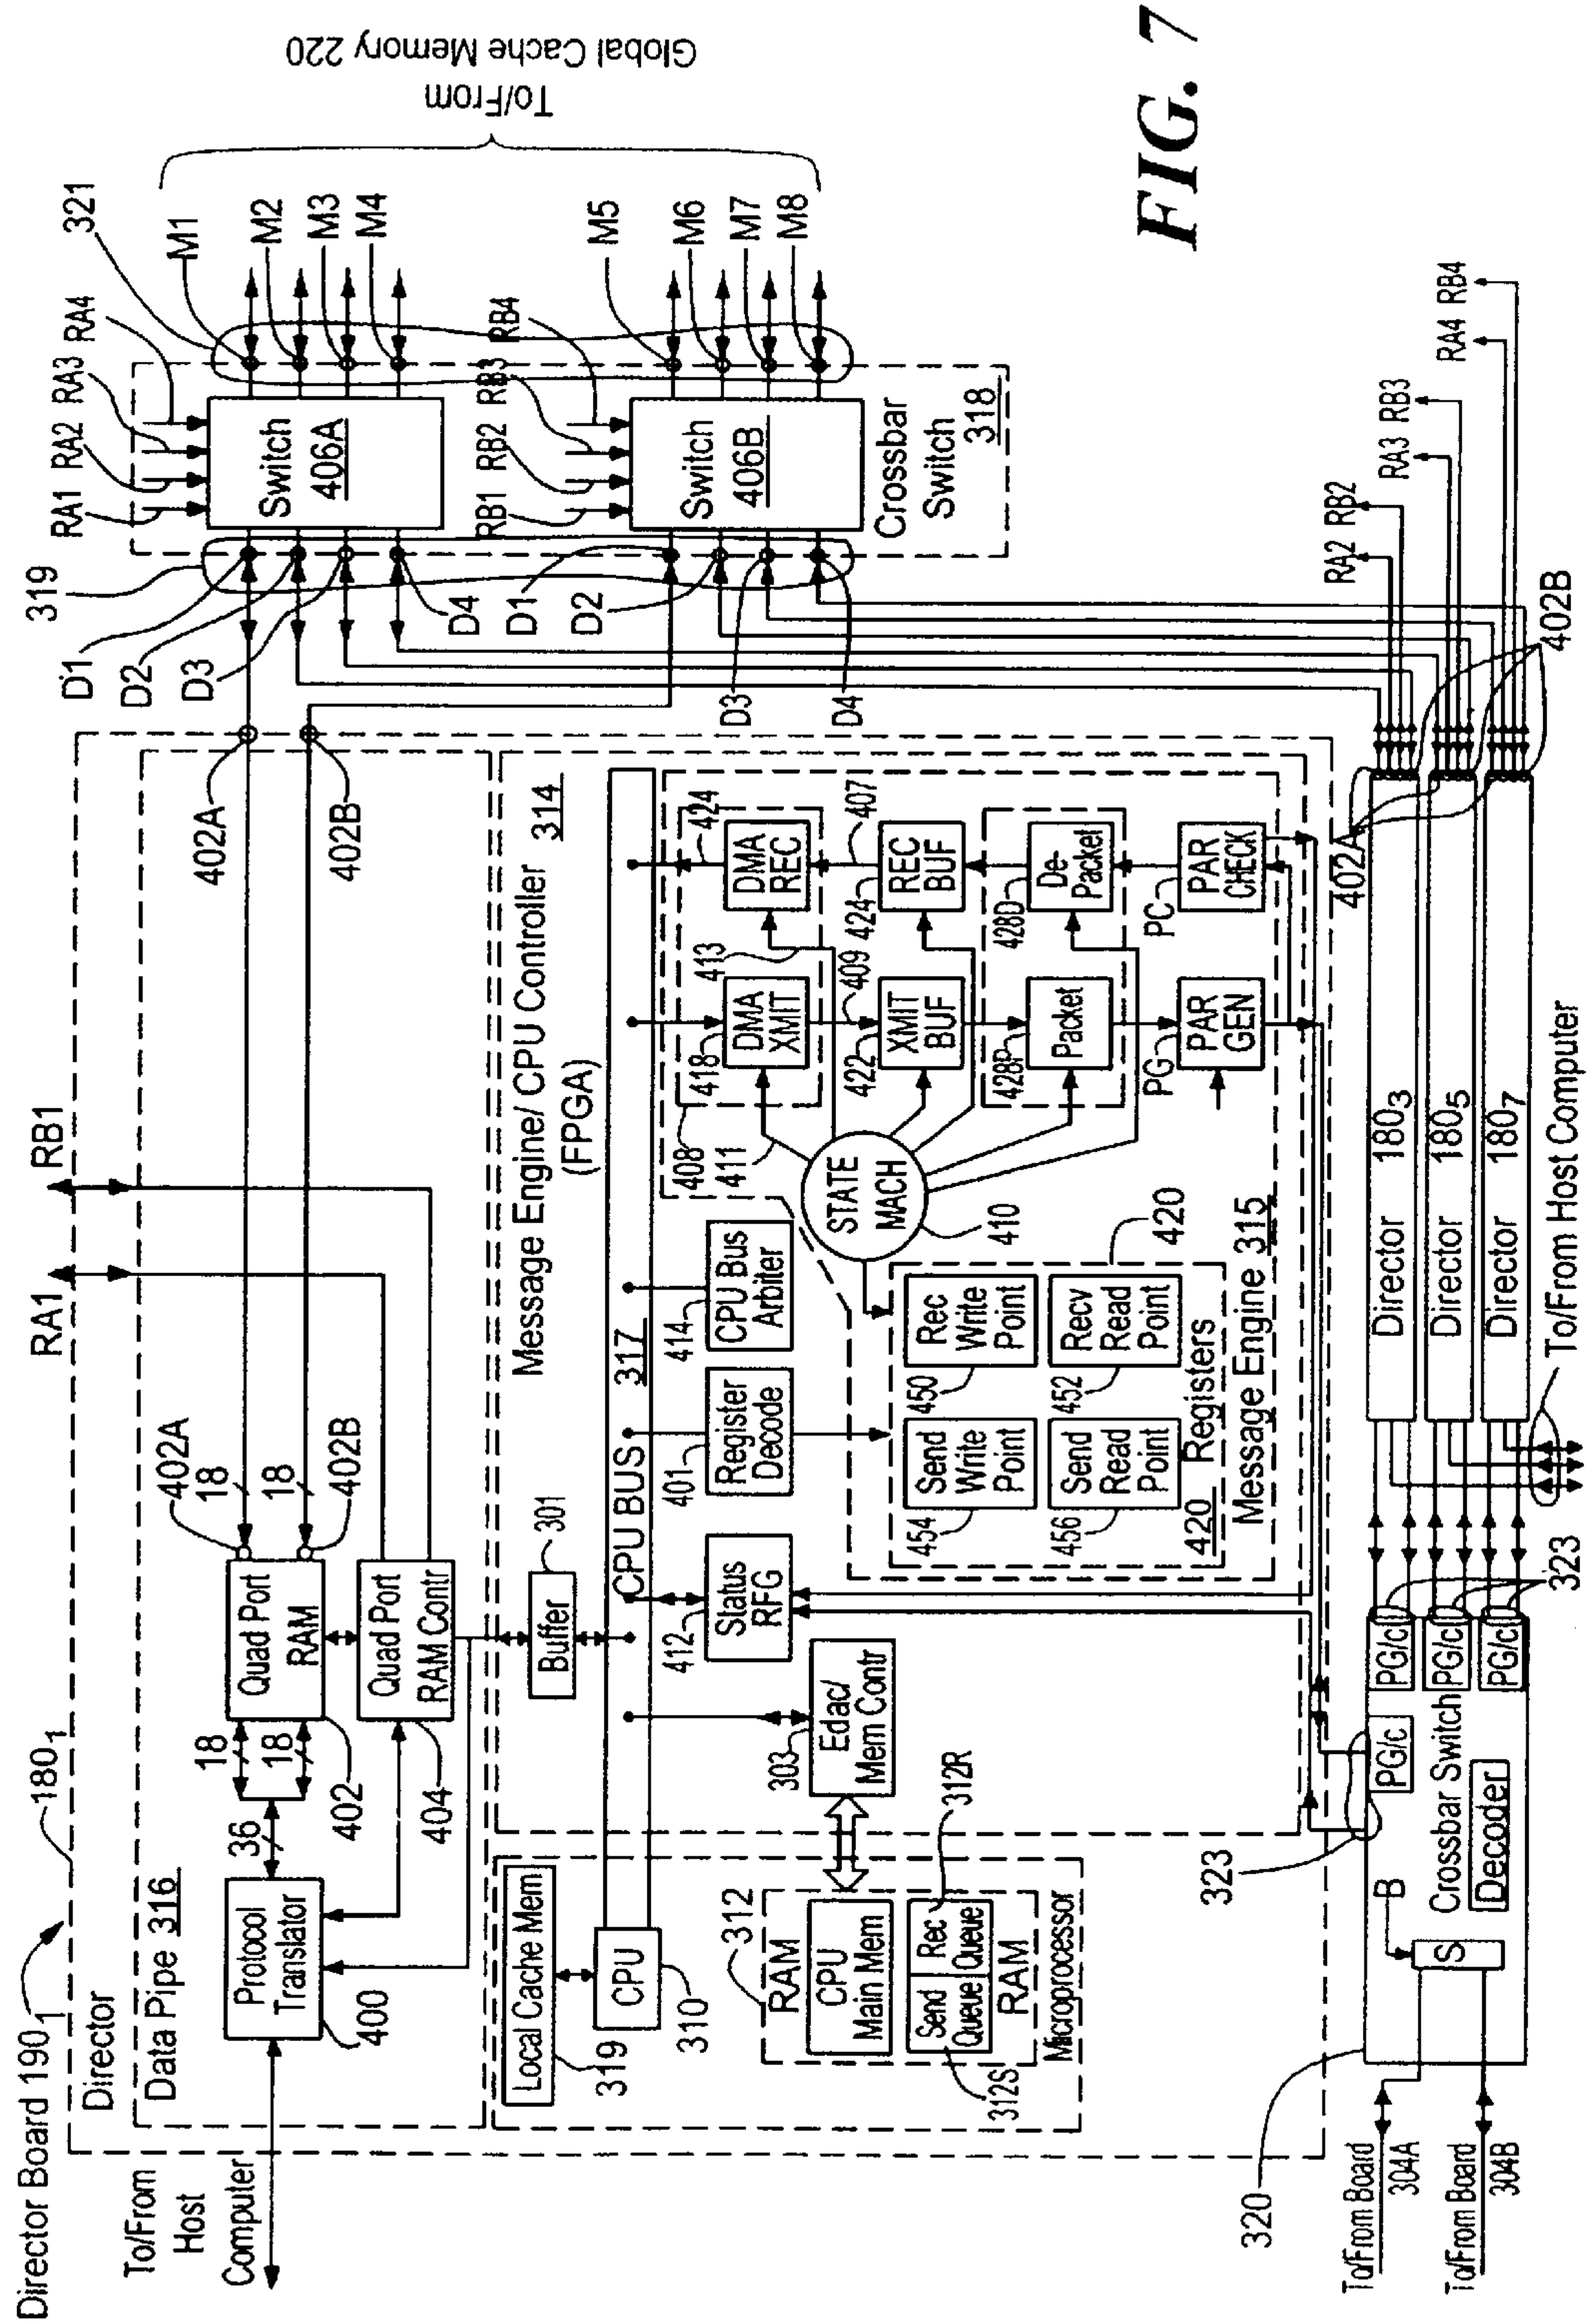 Director Board 190₁
180₁
Director
Data Pipe 316
To/From
Host
Computer
Protocol
Translator
400
36
18
18
Quad Port
RAM
402
Quad Port
RAM Contr
404
18
402A
18
402B
RA1
RB1
402A
402B
Local Cache Mem
319
CPU
310
312
RAM
CPU
Main Mem
Send
Queue
Rec
Queue
312R
312S
RAM
Microprocessor
Message Engine/ CPU Controller
314
(FPGA)
Buffer
301
CPU BUS
317
303
Edac/
Mem Contr
412
Status
RFG
401
Register
Decode
414
CPU Bus
Arbiter
408
411
413
418
DMA
XMIT
DMA
REC
424
409
407
422
XMIT
BUF
424
REC
BUF
428P
Packet
428D
De-
Packet
PG
PAR
GEN
PC
PAR
CHECK
STATE
MACH
410
420
454
Send
Write
Point
450
Rec
Write
Point
456
Send
Read
Point
452
Recv
Read
Point
420
Registers
Message Engine 315
319
D1
D2
D3
D4
D1
D2
D3
D4
RA1
RA2
RA3
RA4
Switch
406A
RB1
RB2
RB3
RB4
Switch
406B
Crossbar
Switch
318
321
M1
M2
M3
M4
M5
M6
M7
M8
To/From
Global Cache Memory 220
320
To/From Board
304A
To/From Board
304B
S
B
323
PG/c
PG/c
PG/c
PG/c
Crossbar Switch
Decoder
323
To/From Host Computer
Director 180₃
Director 180₅
Director 180₇
402A
402B
RA2
RB2
RA3
RB3
RA4
RB4
FIG. 7